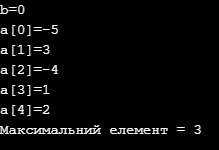 b=0
a[0]=-5
a[1]=3
a[2]=-4
a[3]=1
a[4]=2
Максимальний елемент = 3